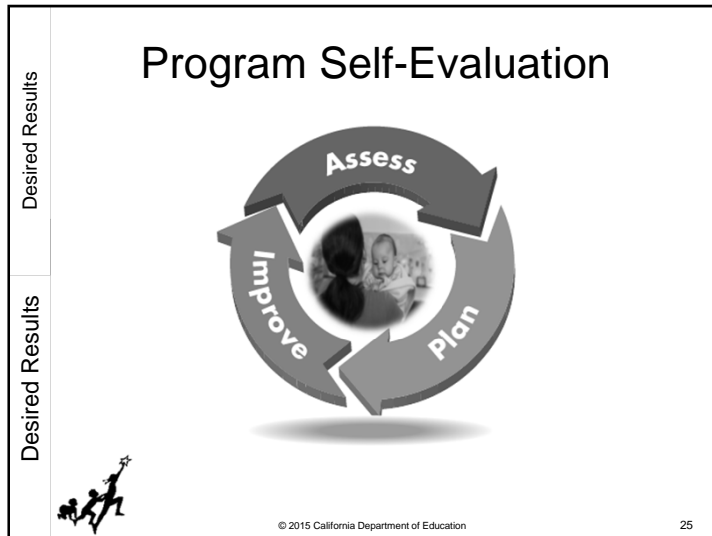 Program Self-Evaluation
Desired Results
Desired Results
Assess
Plan
Improve
© 2015 California Department of Education
25